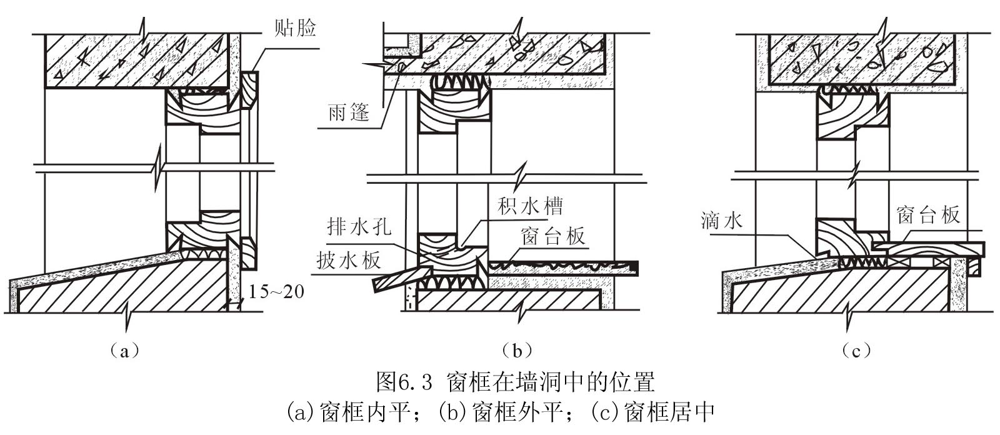 贴脸
雨篷
积水槽
排水孔
窗台板
披水板
滴水
窗台板
15~20
(a)
(b)
(c)
图6.3 窗框在墙洞中的位置
(a)窗框内平；(b)窗框外平；(c)窗框居中